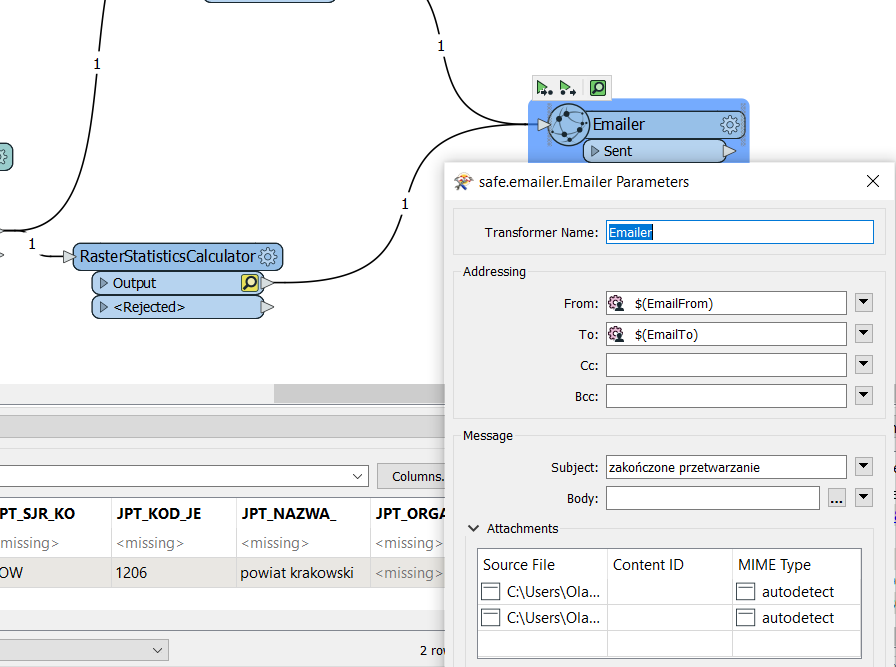 1
1
Emailer
Sent
safe.emailer.Emailer Parameters
Transformer Name: Emailer
Addressing
1
From: $(EmailFrom)
1
RasterStatisticsCalculator
Output
To: $(EmailTo)
<Rejected>
Cc:
Bcc:
Message
Subject: zakończone przetwarzanie
Columns.
Body:
PT_SJR_KO JPT_KOD_JE JPT_NAZWA_ JPT_ORGA
Attachments
missing> <missing> <missing> <missing>
Source File Content ID MIME Type
OW 1206 powiat krakowski <missing>
C:\Users\Ola... autodetect
C:\Users\Ola... autodetect
2 row